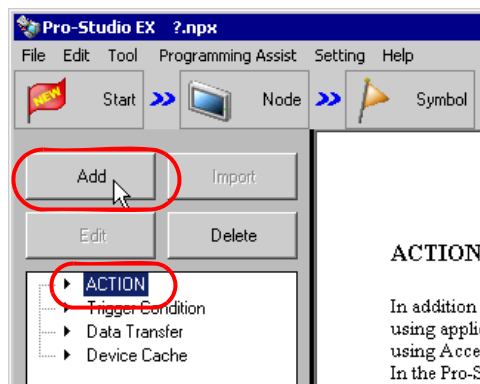 Pro-Studio EX ?.npx
File Edit Tool Programming Assist Setting Help
NEW Start Node Symbol
Add Import
Edit Delete
ACTION
Trigger Condition
Data Transfer
Device Cache
ACTION
In addition
using appli
using Acce
In the Pro-S